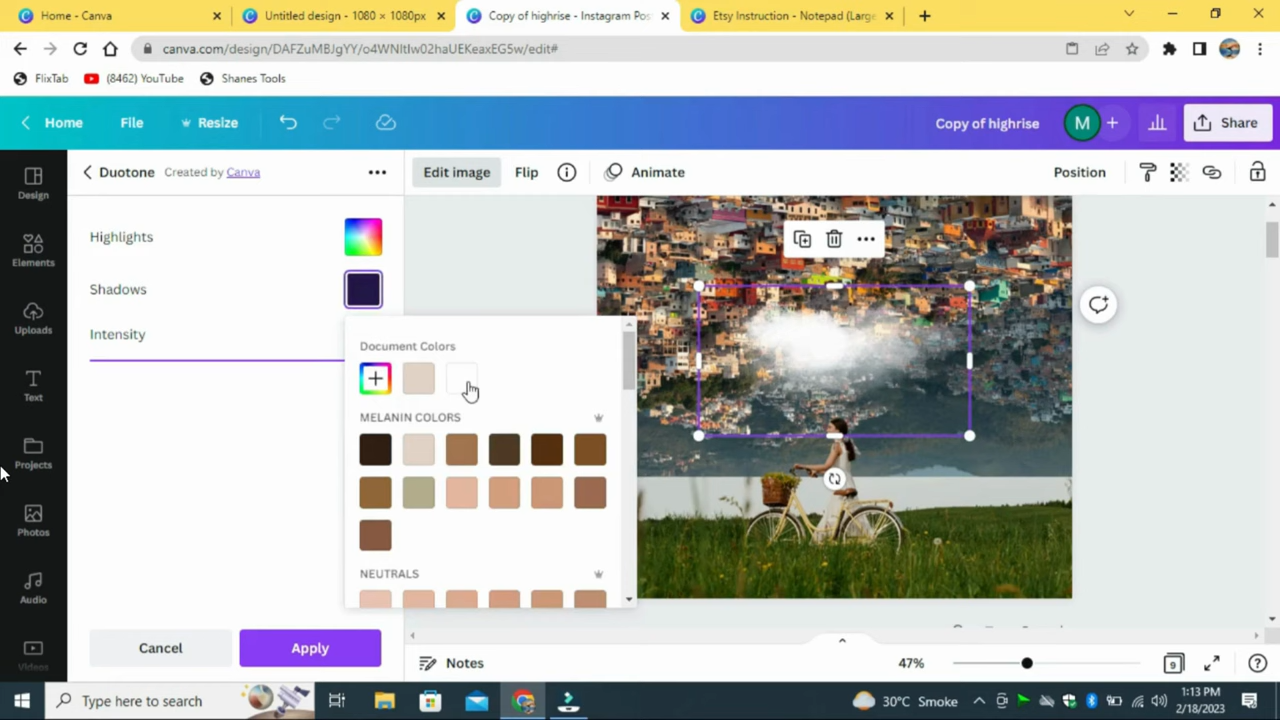 Home - Canva
Untitled design - 1080 × 1080px
Copy of highrise - Instagram Pos
Etsy Instruction - Notepad (Large
canva.com/design/DAFZuMBJgYY/o4WNItIw02haUEKeaxEG5w/edit#
FlixTab
(8462) YouTube
Shanes Tools
Home
File
Resize
Copy of highrise
M
Share
Design
Elements
Uploads
Text
Projects
Photos
Audio
Videos
Duotone
Created by Canva
Edit image
Flip
Animate
Position
Highlights
Shadows
Intensity
Document Colors
MELANIN COLORS
NEUTRALS
Cancel
Apply
Notes
47%
9
Type here to search
30°C Smoke
1:13 PM
2/18/2023